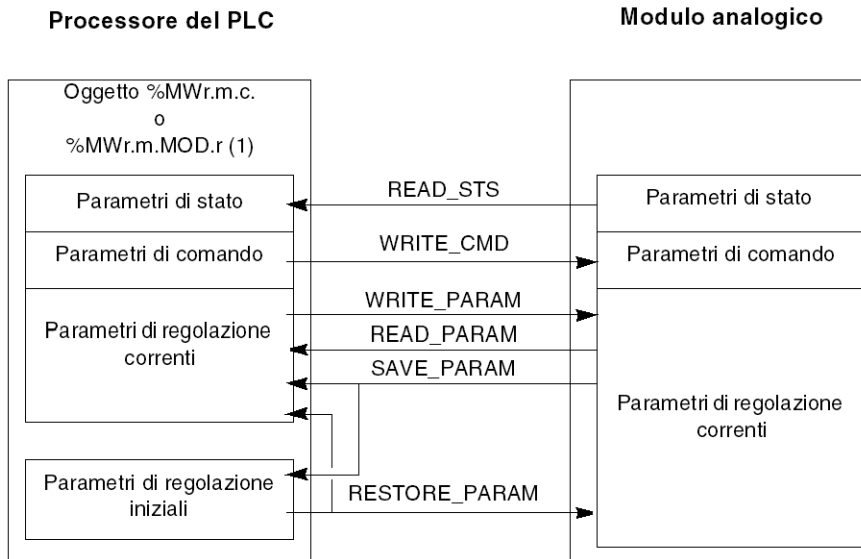 Processore del PLC
Modulo analogico
Oggetto %MWr.m.c.
o
%MWr.m.MOD.r (1)
Parametri di stato
READ_STS
Parametri di stato
Parametri di comando
WRITE_CMD
Parametri di comando
WRITE_PARAM
Parametri di regolazione
correnti
READ_PARAM
SAVE_PARAM
Parametri di regolazione
correnti
Parametri di regolazione
iniziali
RESTORE_PARAM